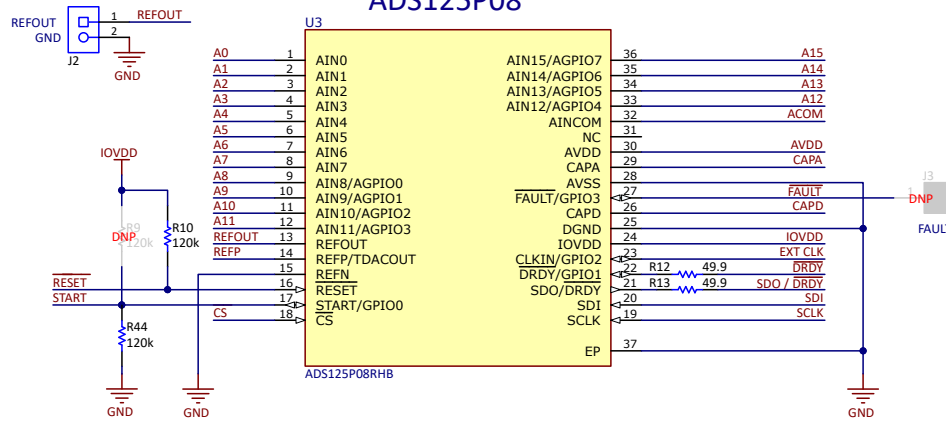 ADS125P08
REFOUT 1 REFOUT
GND 2
J2
GND
U3
A0 1 AIN0 AIN15/AGPIO7 36 A15
A1 2 AIN1 AIN14/AGPIO6 35 A14
A2 3 AIN2 AIN13/AGPIO5 34 A13
A3 4 AIN3 AIN12/AGPIO4 33 A12
A4 5 AIN4 AINCOM 32 ACOM
A5 6 AIN5 NC 31
A6 7 AIN6 AVDD 30 AVDD
A7 8 AIN7 CAPA 29 CAPA
A8 9 AIN8/AGPIO0 AVSS 28
A9 10 AIN9/AGPIO1 FAULT/GPIO3 27 FAULT
A10 11 AIN10/AGPIO2 CAPD 26 CAPD
A11 12 AIN11/AGPIO3 DGND 25
REFOUT 13 REFOUT IOVDD 24 IOVDD
REFP 14 REFP/TDACOUT CLKIN/GPIO2 23 EXT CLK
15 REFN DRDY/GPIO1 22 R12 49.9 DRDY
RESET 16 RESET SDO/DRDY 21 R13 49.9 SDO / DRDY
START 17 START/GPIO0 SDI 20 SDI
CS 18 CS SCLK 19 SCLK
EP 37
ADS125P08RHB
IOVDD
R9
DNP
120k
R10
120k
R44
120k
GND
GND
GND
J3
1
DNP
FAUL